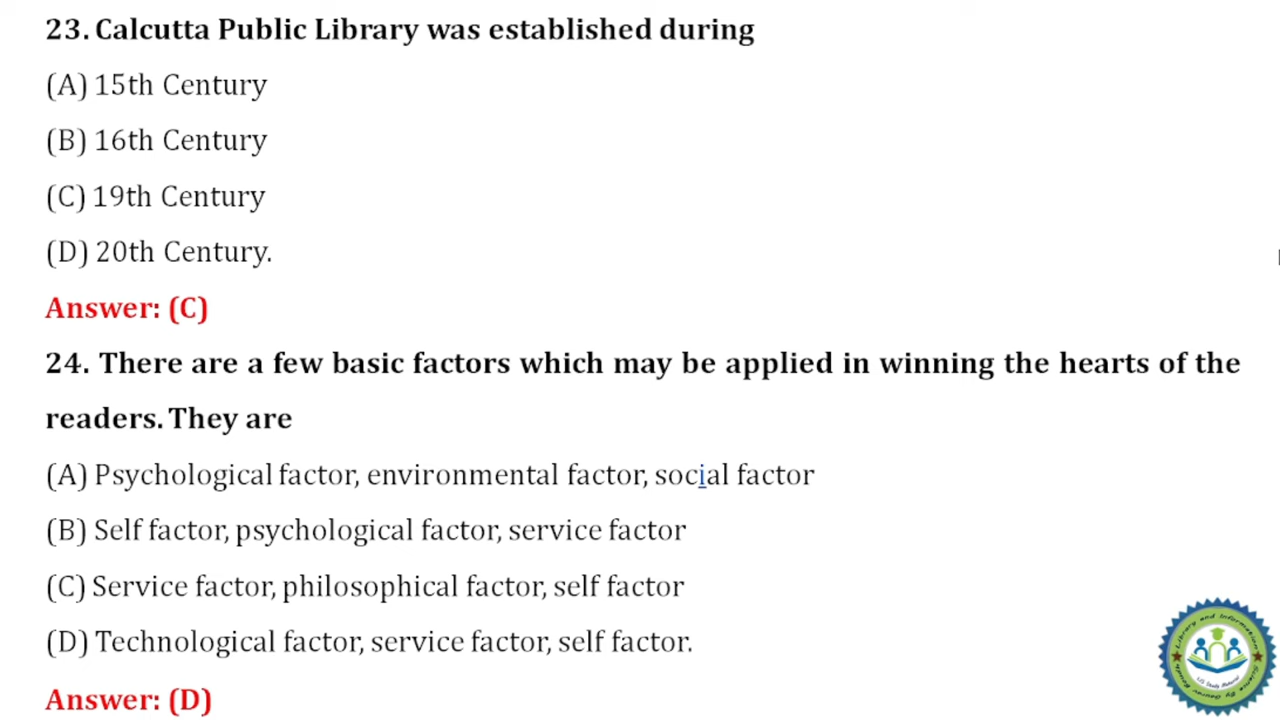 23. Calcutta Public Library was established during
(A) 15th Century
(B) 16th Century
(C) 19th Century
(D) 20th Century.
Answer: (C)
24. There are a few basic factors which may be applied in winning the hearts of the
readers. They are
(A) Psychological factor, environmental factor, social factor
(B) Self factor, psychological factor, service factor
(C) Service factor, philosophical factor, self factor
(D) Technological factor, service factor, self factor.
Answer: (D)
Library and Information